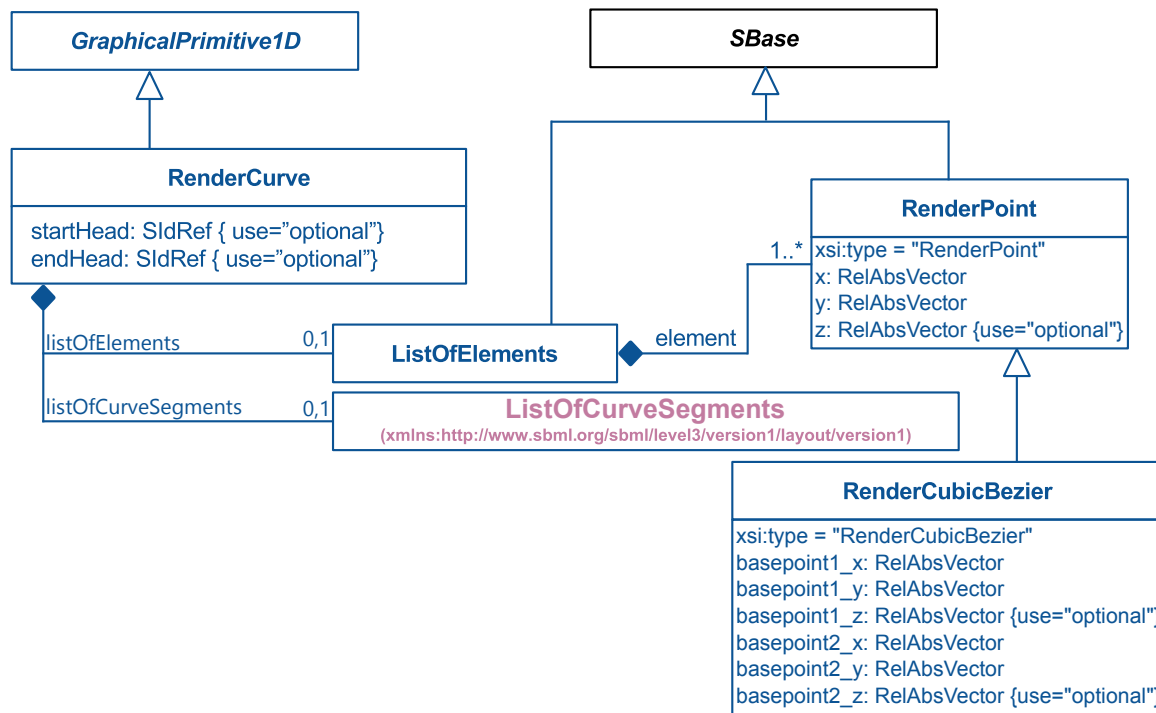 GraphicalPrimitive1D
SBase
RenderCurve
startHead: SIdRef { use=”optional”}
endHead: SIdRef { use=”optional”}
RenderPoint
xsi:type = "RenderPoint"
x: RelAbsVector
y: RelAbsVector
z: RelAbsVector {use="optional"}
1..*
element
listOfElements
0,1
ListOfElements
listOfCurveSegments
0,1
ListOfCurveSegments
(xmlns:http://www.sbml.org/sbml/level3/version1/layout/version1)
RenderCubicBezier
xsi:type = "RenderCubicBezier"
basepoint1_x: RelAbsVector
basepoint1_y: RelAbsVector
basepoint1_z: RelAbsVector {use="optional"}
basepoint2_x: RelAbsVector
basepoint2_y: RelAbsVector
basepoint2_z: RelAbsVector {use="optional"}